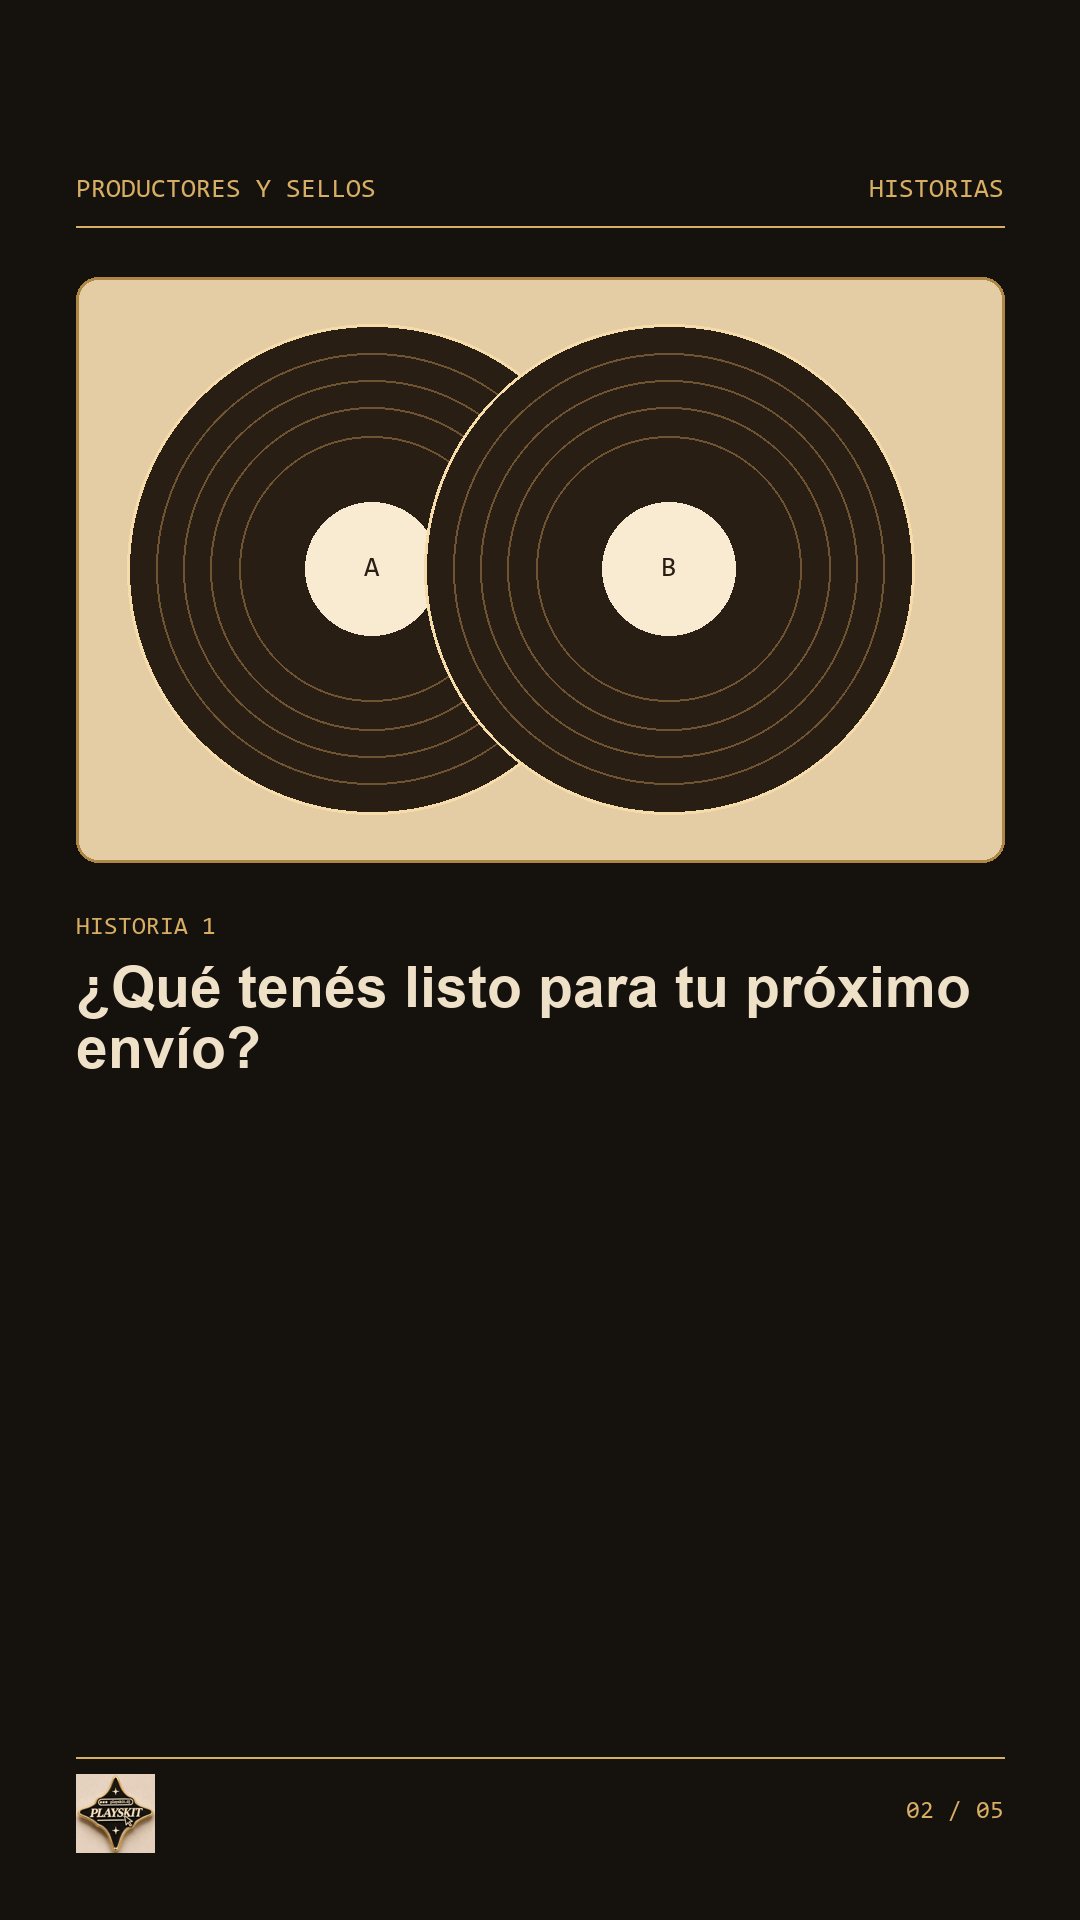 PRODUCTORES Y SELLOS
HISTORIAS
A
B
HISTORIA 1
¿Qué tenés listo para tu próximo
envío?
PLAYSKIT
02 / 05